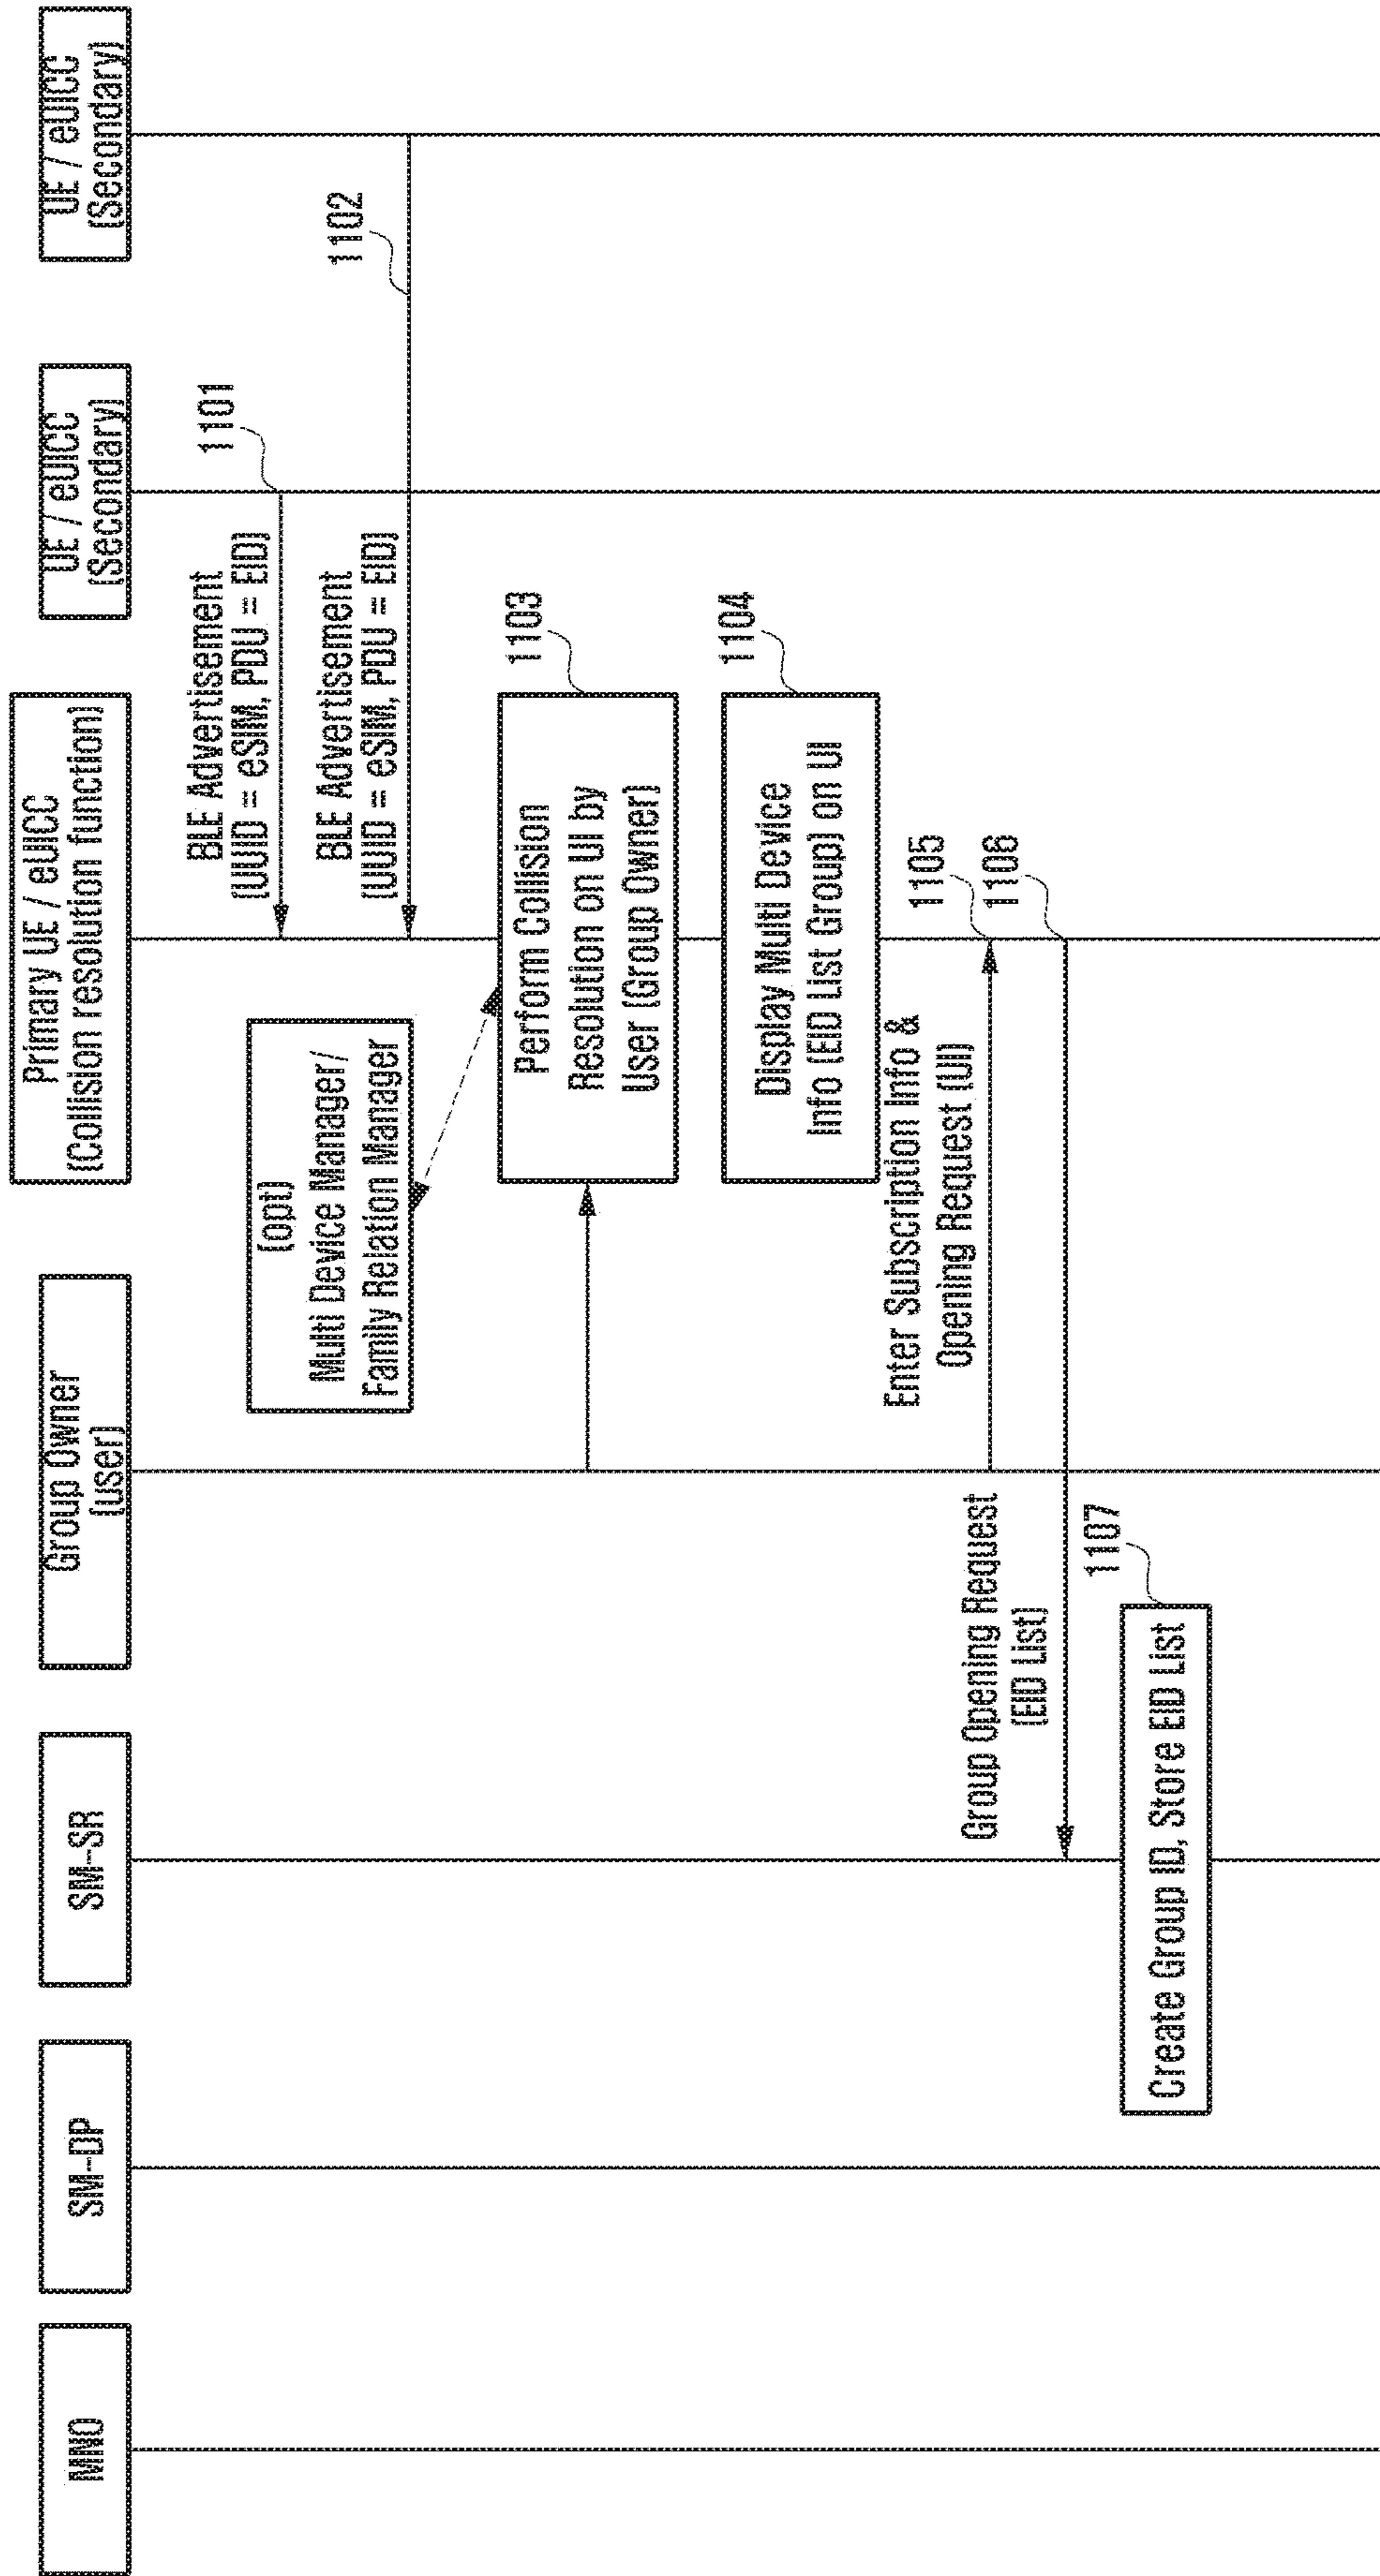 MNO
SM-DP
SM-SR
Group Owner
(user)
Primary UE / eUICC
(Collision resolution function)
UE / eUICC
(Secondary)
UE / eUICC
(Secondary)
BLE Advertisement
(UUID = eSIM, PDU = EID)
1101
BLE Advertisement
(UUID = eSIM, PDU = EID)
1102
(opt)
Multi Device Manager/
Family Relation Manager
Perform Collision
Resolution on UI by
User (Group Owner)
1103
Display Multi Device
Info (EID List Group) on UI
1104
Enter Subscription Info &
Opening Request (UI)
1105
Group Opening Request
(EID List)
1106
Create Group ID, Store EID List
1107